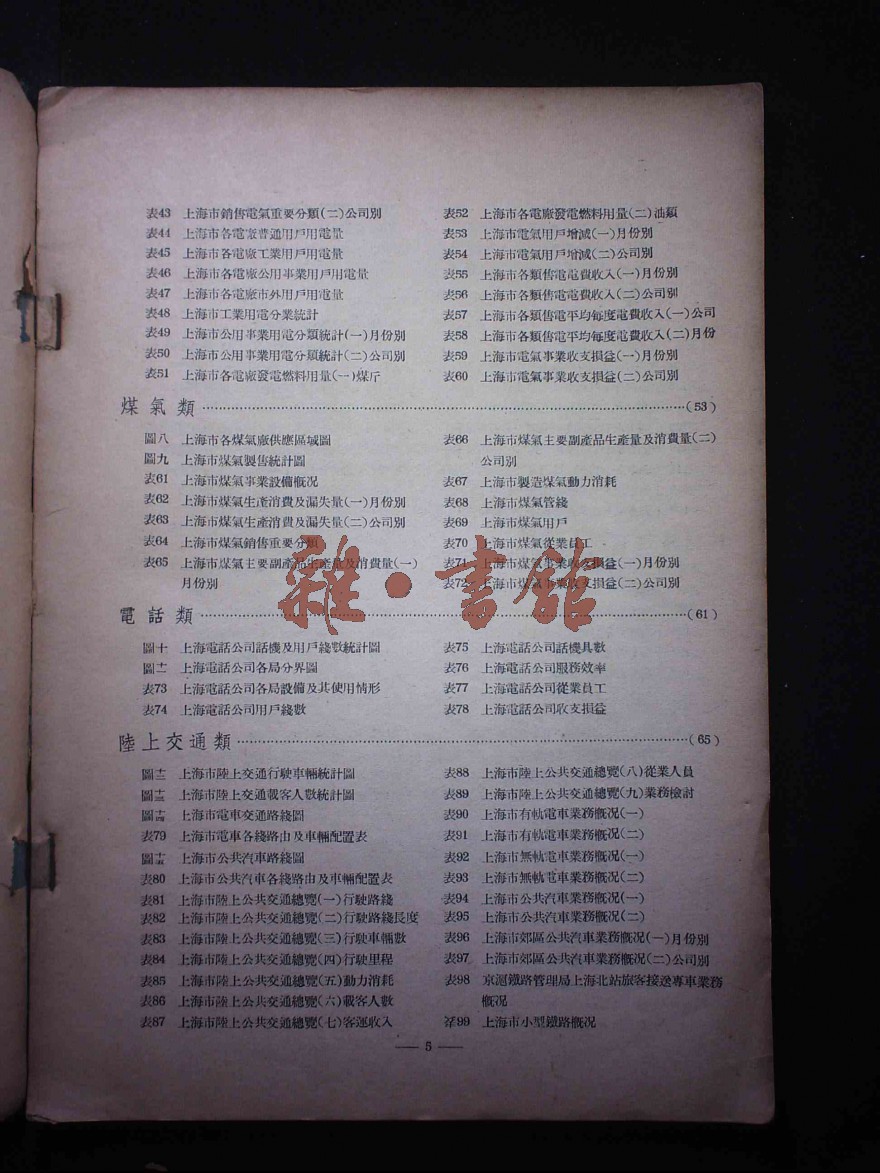 表43 上海市銷售電氣重要分類(二)公司別
表44 上海市各電廠普通用戶用電量
表45 上海市各電廠工業用戶用電量
表46 上海市各電廠公用事業用戶用電量
表47 上海市各電廠市外用戶用電量
表48 上海市工業用電分業統計
表49 上海市公用事業用電分類統計(一)月份別
表50 上海市公用事業用電分類統計(二)公司別
表51 上海市各電廠發電燃料用量(一)煤斤
表52 上海市各電廠發電燃料用量(二)油類
表53 上海市電氣用戶增減(一)月份別
表54 上海市電氣用戶增減(二)公司別
表55 上海市各類售電電費收入(一)月份別
表56 上海市各類售電電費收入(二)公司別
表57 上海市各類售電平均每度電費收入(一)公司
表58 上海市各類售電平均每度電費收入(二)月份
表59 上海市電氣事業收支損益(一)月份別
表60 上海市電氣事業收支損益(二)公司別
煤氣類……(53)
圖八 上海市各煤氣廠供應區域圖
圖九 上海市煤氣製售統計圖
表61 上海市煤氣事業設備概況
表62 上海市煤氣生產消費及漏失量(一)月份別
表63 上海市煤氣生產消費及漏失量(二)公司別
表64 上海市煤氣銷售重要分類
表65 上海市煤氣主要副產品生產量及消費量(一)
月份別
表66 上海市煤氣主要副產品生產量及消費量(二)
公司別
表67 上海市製造煤氣動力消耗
表68 上海市煤氣管綫
表69 上海市煤氣用戶
表70 上海市煤氣從業員工
表71 上海市煤氣事業收支損益(一)月份別
表72 上海市煤氣事業收支損益(二)公司別
雜·書館
電話類……(61)
圖十 上海電話公司話機及用戶綫數統計圖
圖十一 上海電話公司各局分界圖
表73 上海電話公司各局設備及其使用情形
表74 上海電話公司用戶綫數
表75 上海電話公司話機具數
表76 上海電話公司服務效率
表77 上海電話公司從業員工
表78 上海電話公司收支損益
陸上交通類……(65)
圖十二 上海市陸上交通行駛車輛統計圖
圖十三 上海市陸上交通載客人數統計圖
圖十四 上海市電車交通路綫圖
表79 上海市電車各綫路由及車輛配置表
圖十五 上海市公共汽車路綫圖
表80 上海市公共汽車各綫路由及車輛配置表
表81 上海市陸上公共交通總覽(一)行駛路綫
表82 上海市陸上公共交通總覽(二)行駛路綫長度
表83 上海市陸上公共交通總覽(三)行駛車輛數
表84 上海市陸上公共交通總覽(四)行駛里程
表85 上海市陸上公共交通總覽(五)動力消耗
表86 上海市陸上公共交通總覽(六)載客人數
表87 上海市陸上公共交通總覽(七)客運收入
表88 上海市陸上公共交通總覽(八)從業人員
表89 上海市陸上公共交通總覽(九)業務檢討
表90 上海市有軌電車業務概況(一)
表91 上海市有軌電車業務概況(二)
表92 上海市無軌電車業務概況(一)
表93 上海市無軌電車業務概況(二)
表94 上海市公共汽車業務概況(一)
表95 上海市公共汽車業務概況(二)
表96 上海市郊區公共汽車業務概況(一)月份別
表97 上海市郊區公共汽車業務概況(二)公司別
表98 京滬鐵路管理局上海北站旅客接送專車業務
概況
表99 上海市小型鐵路概況
— 5 —